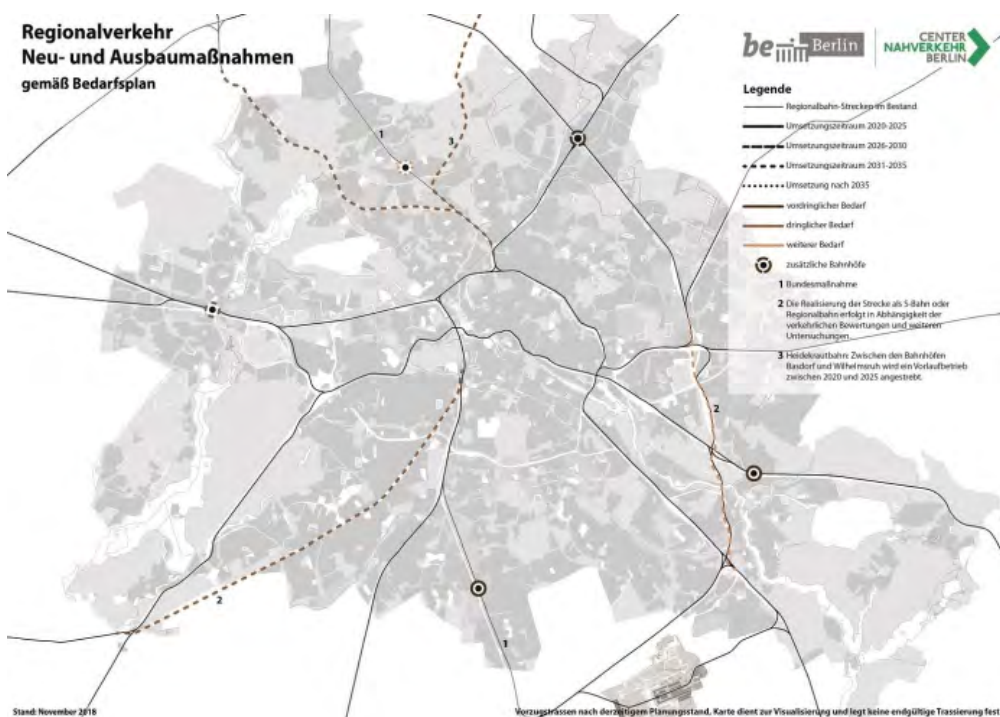 Regionalverkehr
Neu- und Ausbaumaßnahmen
gemäß Bedarfsplan
be Berlin
CENTER
NAHVERKEHR
BERLIN
Legende
Regionalbahn-Strecken im Bestand
Umsetzungszeitraum 2020-2025
Umsetzungszeitraum 2026-2030
Umsetzungszeitraum 2031-2035
Umsetzung nach 2035
vordringlicher Bedarf
dringlicher Bedarf
weiterer Bedarf
zusätzliche Bahnhöfe
1 Bundesmaßnahme
2 Die Realisierung der Strecke als S-Bahn oder
Regionalbahn erfolgt in Abhängigkeit der
verkehrlichen Bewertungen und weiteren
Untersuchungen.
3 Heidekrautbahn: Zwischen den Bahnhöfen
Basdorf und Wilhelmsruh wird ein Vorlaufbetrieb
zwischen 2020 und 2025 angestrebt.
1
3
2
2
1
Stand: November 2018
Vorzugstrassen nach derzeitigem Planungsstand, Karte dient zur Visualisierung und legt keine endgültige Trassierung fest